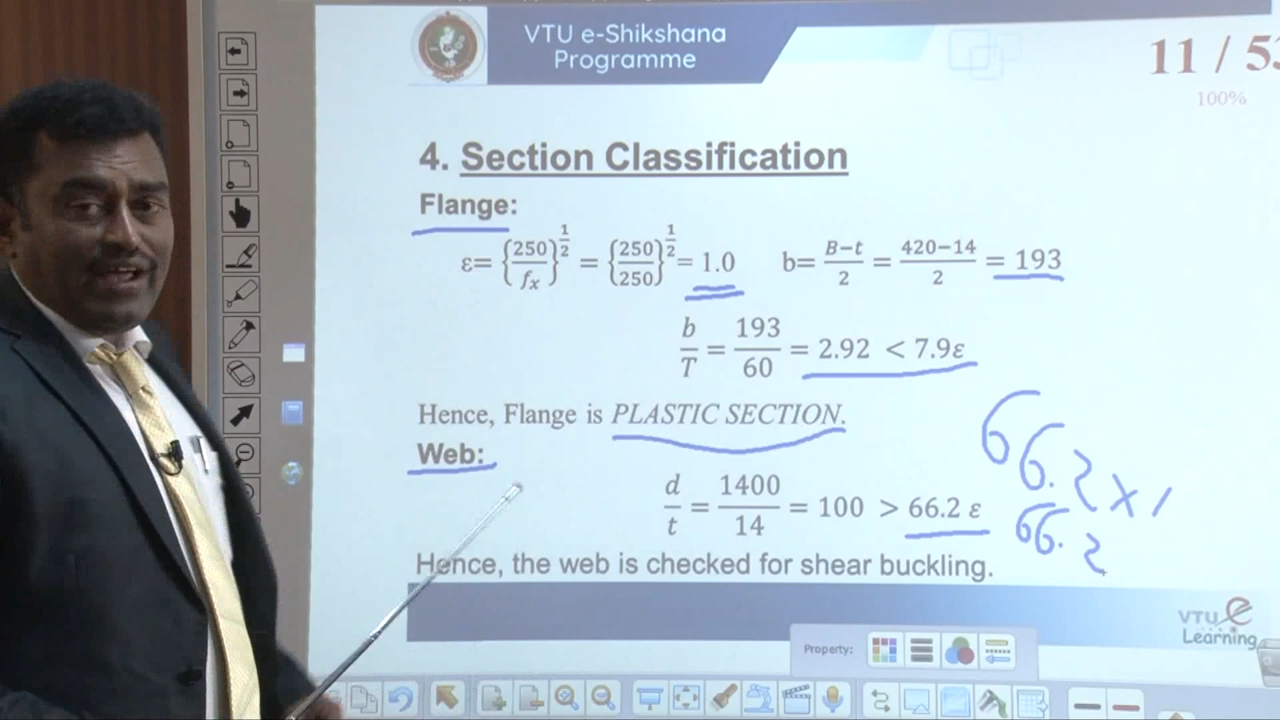 VTU e-Shikshana
Programme
11 / 53
100%
4. Section Classification
Flange:
ε= {250/fx}^1/2 = {250/250}^1/2 = 1.0 b= B−t/2 = 420−14/2 = 193
b/T = 193/60 = 2.92 < 7.9ε
Hence, Flange is PLASTIC SECTION.
66.2 x 1
Web:
d/t = 1400/14 = 100 > 66.2 ε
66.2
Hence, the web is checked for shear buckling.
VTU e
Learning
Property: